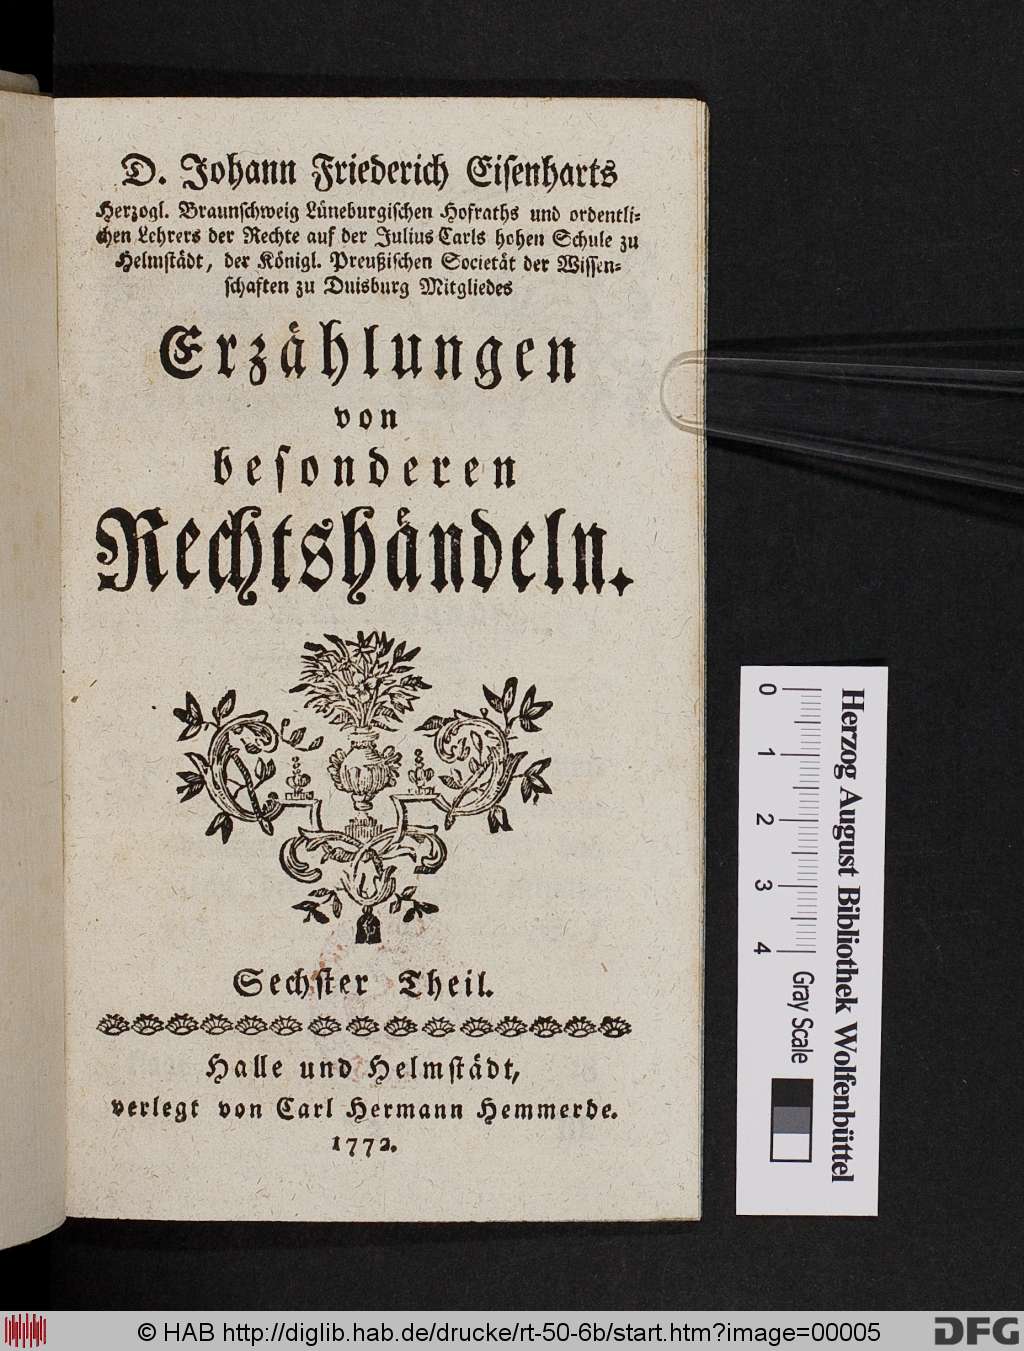 D. Johann Friederich Eisenharts
Herzogl. Braunschweig Lüneburgischen Hofraths und ordentli-
chen Lehrers der Rechte auf der Julius Carls hohen Schule zu
Helmstädt, der Königl. Preußischen Societät der Wissen-
schaften zu Duisburg Mitgliedes
Erzählungen
von
besonderen
Rechtshändeln.
Sechster Theil.
Halle und Helmstädt,
verlegt von Carl Hermann Hemmerde.
1772.
Herzog August Bibliothek Wolfenbüttel
0 1 2 3 4 Gray Scale
© HAB http://diglib.hab.de/drucke/rt-50-6b/start.htm?image=00005
DFG